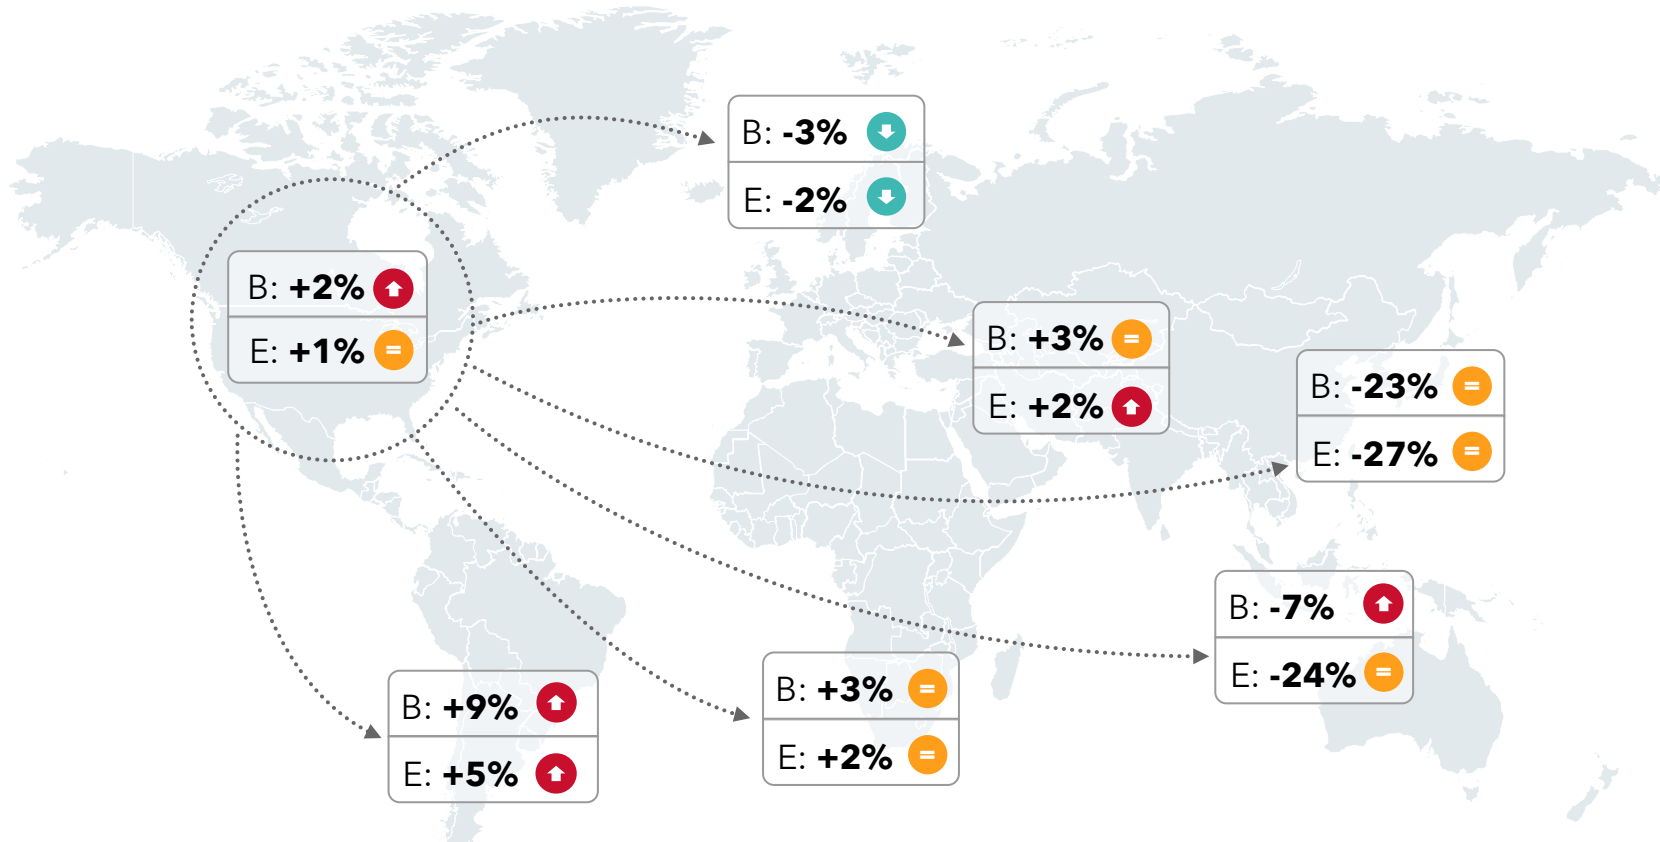 B: -3%
E: -2%
B: +2%
E: +1%
B: +3%
E: +2%
B: -23%
E: -27%
B: -7%
E: -24%
B: +9%
E: +5%
B: +3%
E: +2%